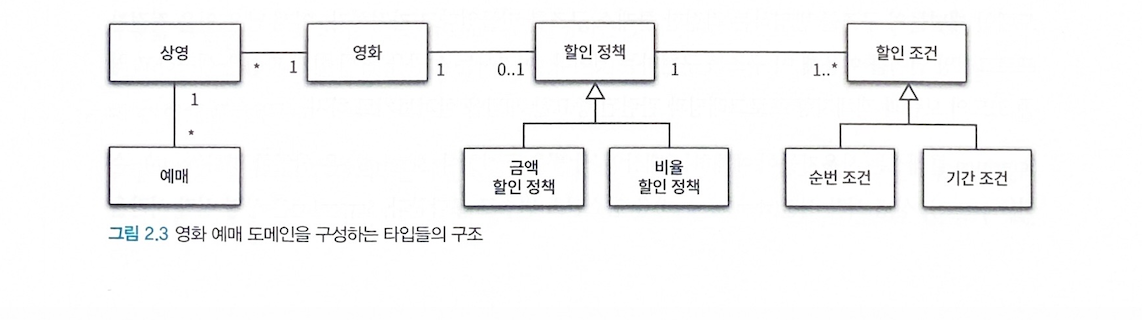 상영
*
1
영화
1
0..1
할인 정책
1
1..*
할인 조건
1
*
예매
금액
할인 정책
비율
할인 정책
순번 조건
기간 조건
그림 2.3 영화 예매 도메인을 구성하는 타입들의 구조